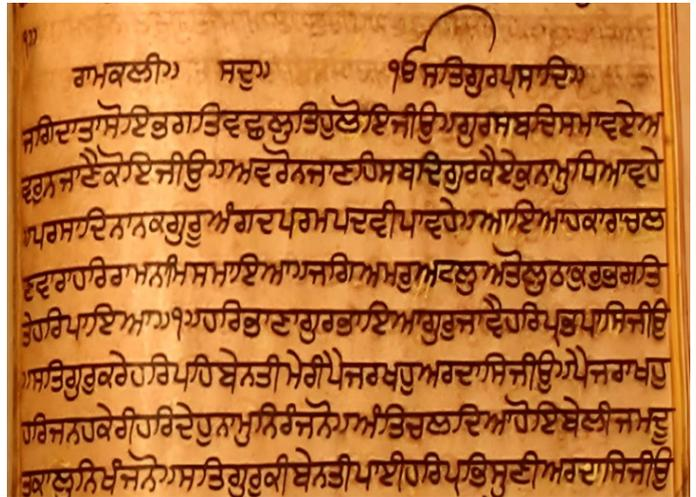 ਰਾਮਕਲੀ॥ ਸਦੁ॥ ੴ ਸਤਿਗੁਰਪ੍ਰਸਾਦਿ॥
ਜਗਿਦਾਤਾਸੋਇਭਗਤਿਵਛਲੁਤਿਹੁਲੋਇਜੀਉ॥ਗੁਰਸਬਦਿਸਮਾਵਏਅ
ਵਰੁਨਜਾਣੈਕੋਇਜੀਉ॥ਅਵਰੋਨਜਾਣਹਿਸਬਦਿਗੁਰਕੈਏਕੁਨਾਮੁਧਿਆਵਹੇ
॥ਪਰਸਾਦਿਨਾਨਕਗੁਰੂਅੰਗਦਪਰਮਪਦਵੀਪਾਵਹੇ॥ਆਇਆਹਕਾਰਾਚਲ
ਣਵਾਰਾਹਰਿਰਾਮਨਾਮਿਸਮਾਇਆ॥ਜਗਿਅਮਰੁਅਟਲੁਅਤੋਲੁਠਾਕੁਰੁਭਗਤਿ
ਤੇਹਰਿਪਾਇਆ॥੧॥ਹਰਿਭਾਣਾਗੁਰਭਾਇਆਗੁਰੁਜਾਵੈਹਰਿਪ੍ਰਭਪਾਸਿਜੀਉ
॥ਸਤਿਗੁਰੁਕਰੇਹਰਿਪਹਿਬੇਨਤੀਮੇਰੀਪੈਜਰਖਹੁਅਰਦਾਸਿਜੀਉ॥ਪੈਜਰਾਖਹੁ
ਹਰਿਜਨਹਕੇਰੀਹਰਿਦੇਹੁਨਾਮੁਨਿਰੰਜਨੋ॥ਅੰਤਿਚਲਦਿਆਹੋਇਬੇਲੀਜਮਦੂ
ਤਕਾਲੁਨਿਖੰਜਨੋ॥ਸਤਿਗੁਰੂਕੀਬੇਨਤੀਪਾਈਹਰਿਪ੍ਰਭਿਸੁਣੀਅਰਦਾਸਿਜੀਉ